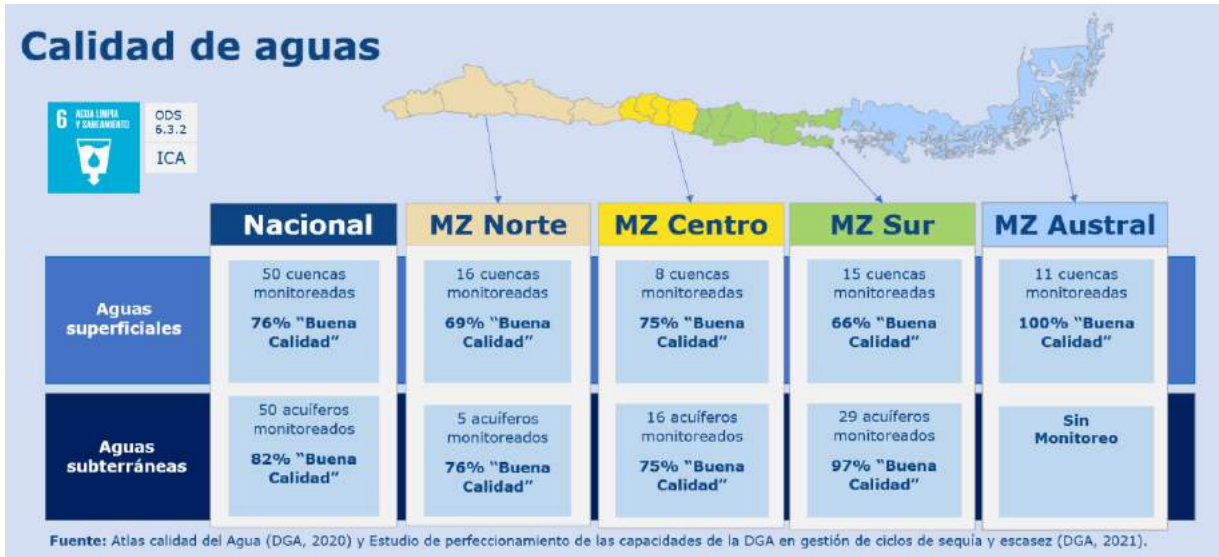 Calidad de aguas
6 AGUA LIMPIA
Y SANEAMIENTO
ODS
6.3.2
ICA
Nacional
MZ Norte
MZ Centro
MZ Sur
MZ Austral
Aguas
superficiales
50 cuencas
monitoreadas
76% "Buena
Calidad"
16 cuencas
monitoreadas
69% "Buena
Calidad"
8 cuencas
monitoreadas
75% "Buena
Calidad"
15 cuencas
monitoreadas
66% "Buena
Calidad"
11 cuencas
monitoreadas
100% "Buena
Calidad"
Aguas
subterráneas
50 acuíferos
monitoreados
82% "Buena
Calidad"
5 acuíferos
monitoreados
76% "Buena
Calidad"
16 acuíferos
monitoreados
75% "Buena
Calidad"
29 acuíferos
monitoreados
97% "Buena
Calidad"
Sin
Monitoreo
Fuente: Atlas calidad del Agua (DGA, 2020) y Estudio de perfeccionamiento de las capacidades de la DGA en gestión de ciclos de sequía y escasez (DGA, 2021).